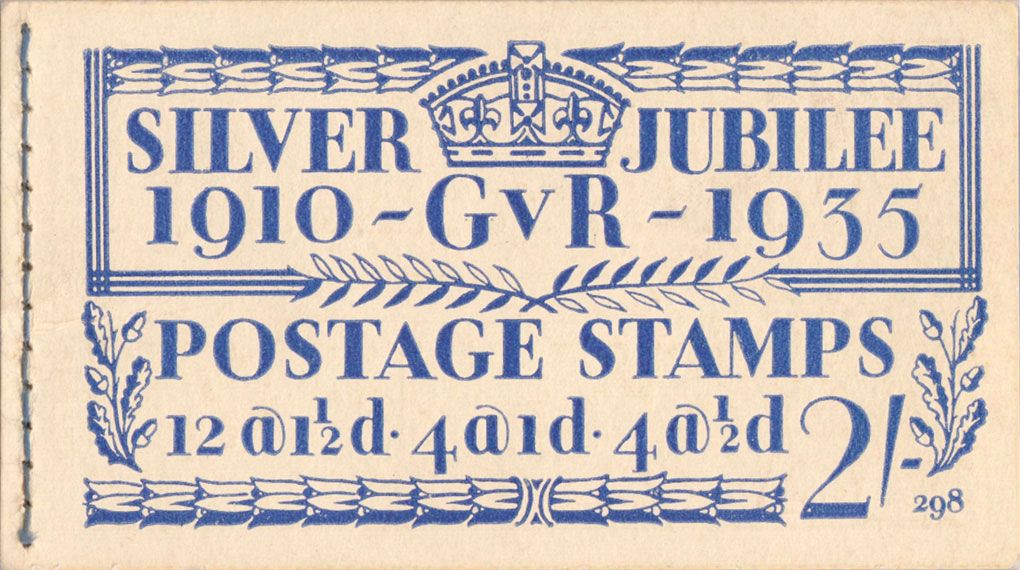 SILVER JUBILEE
1910 - GVR - 1935
POSTAGE STAMPS
12 @ 1½d · 4 @ 1d · 4 @ ½d
2/-
298